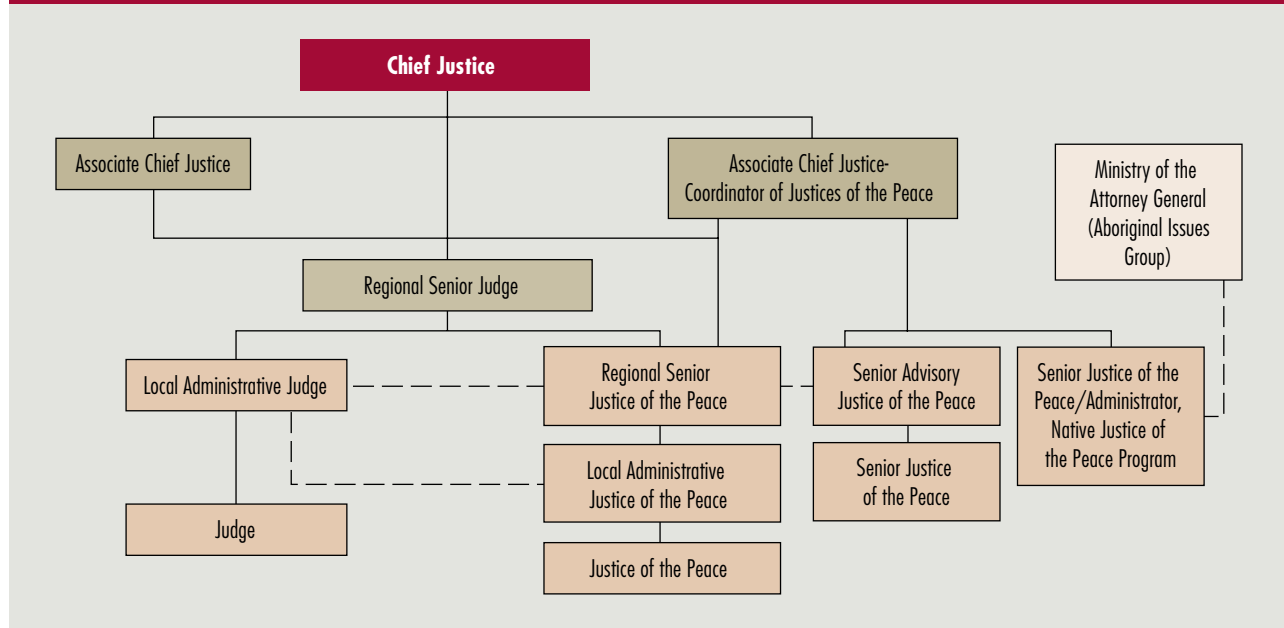 Chief Justice
Associate Chief Justice
Associate Chief Justice-
Coordinator of Justices of the Peace
Ministry of the
Attorney General
(Aboriginal Issues
Group)
Regional Senior Judge
Local Administrative Judge
Regional Senior
Justice of the Peace
Senior Advisory
Justice of the Peace
Senior Justice of the
Peace/Administrator,
Native Justice of
the Peace Program
Local Administrative
Justice of the Peace
Senior Justice
of the Peace
Judge
Justice of the Peace